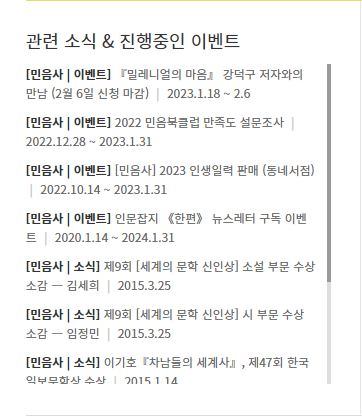 관련 소식 & 진행중인 이벤트
[민음사 | 이벤트] 『밀레니얼의 마음』 강덕구 저자와의
만남 (2월 6일 신청 마감) | 2023.1.18 ~ 2.6
[민음사 | 이벤트] 2022 민음북클럽 만족도 설문조사 |
2022.12.28 ~ 2023.1.31
[민음사 | 이벤트] [민음사] 2023 인생일력 판매 (동네서점)
| 2022.10.14 ~ 2023.1.31
[민음사 | 이벤트] 인문잡지 《한편》 뉴스레터 구독 이벤
트 | 2020.1.14 ~ 2024.1.31
[민음사 | 소식] 제9회 [세계의 문학 신인상] 소설 부문 수상
소감 ― 김세희 | 2015.3.25
[민음사 | 소식] 제9회 [세계의 문학 신인상] 시 부문 수상
소감 ― 임정민 | 2015.3.25
[민음사 | 소식] 이기호『차남들의 세계사』, 제47회 한국
일보문학상 수상 | 2015.1.14